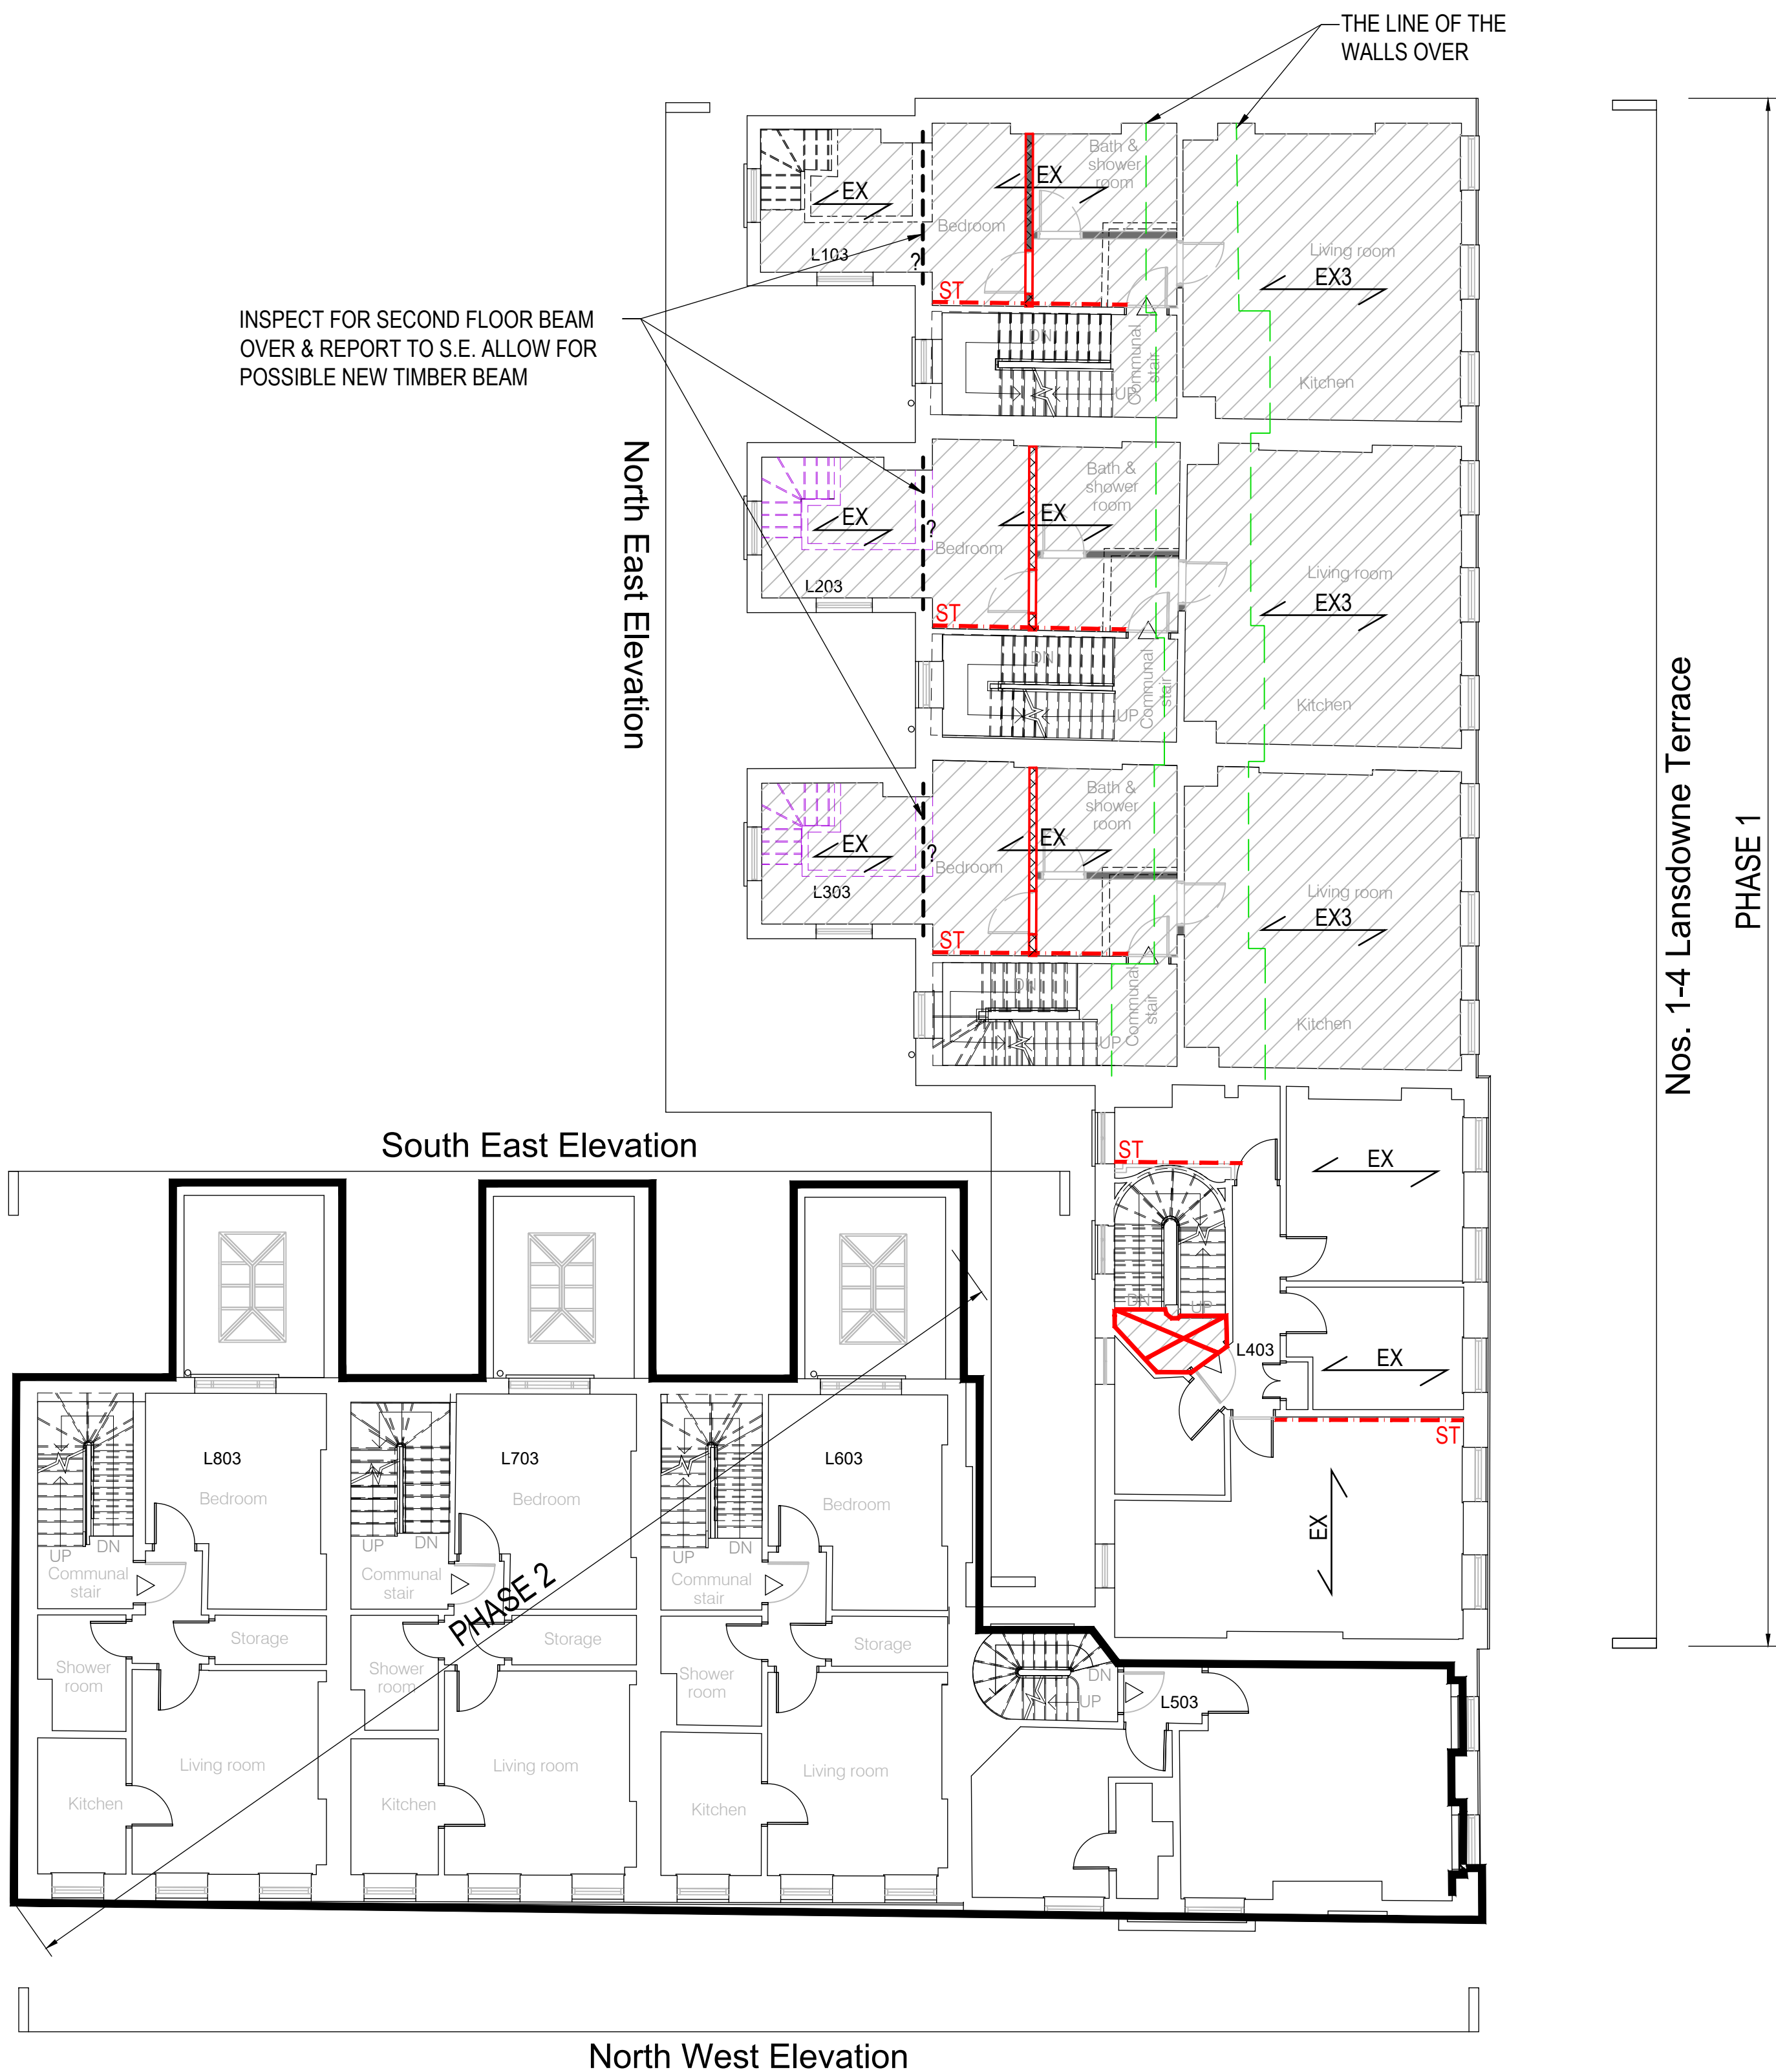 THE LINE OF THE
WALLS OVER
INSPECT FOR SECOND FLOOR BEAM
OVER & REPORT TO S.E. ALLOW FOR
POSSIBLE NEW TIMBER BEAM
North East Elevation
EX
L103
?
Bedroom
EX
Bath &
shower
room
ST
DN
UP
Communal
stair
Living room
EX3
Kitchen
EX
L203
?
Bedroom
EX
Bath &
shower
room
ST
DN
UP
Communal
stair
Living room
EX3
Kitchen
EX
L303
?
Bedroom
EX
Bath &
shower
room
ST
DN
UP
Communal
stair
Living room
EX3
Kitchen
Nos. 1-4 Lansdowne Terrace
PHASE 1
South East Elevation
ST
EX
DN
UP
L403
EX
ST
EX
L803
Bedroom
UP
DN
Communal
stair
Storage
Shower
room
Living room
Kitchen
L703
Bedroom
UP
DN
Communal
stair
PHASE 2
Storage
Shower
room
Living room
Kitchen
L603
Bedroom
UP
DN
Communal
stair
Storage
Shower
room
Living room
Kitchen
DN
UP
L503
North West Elevation